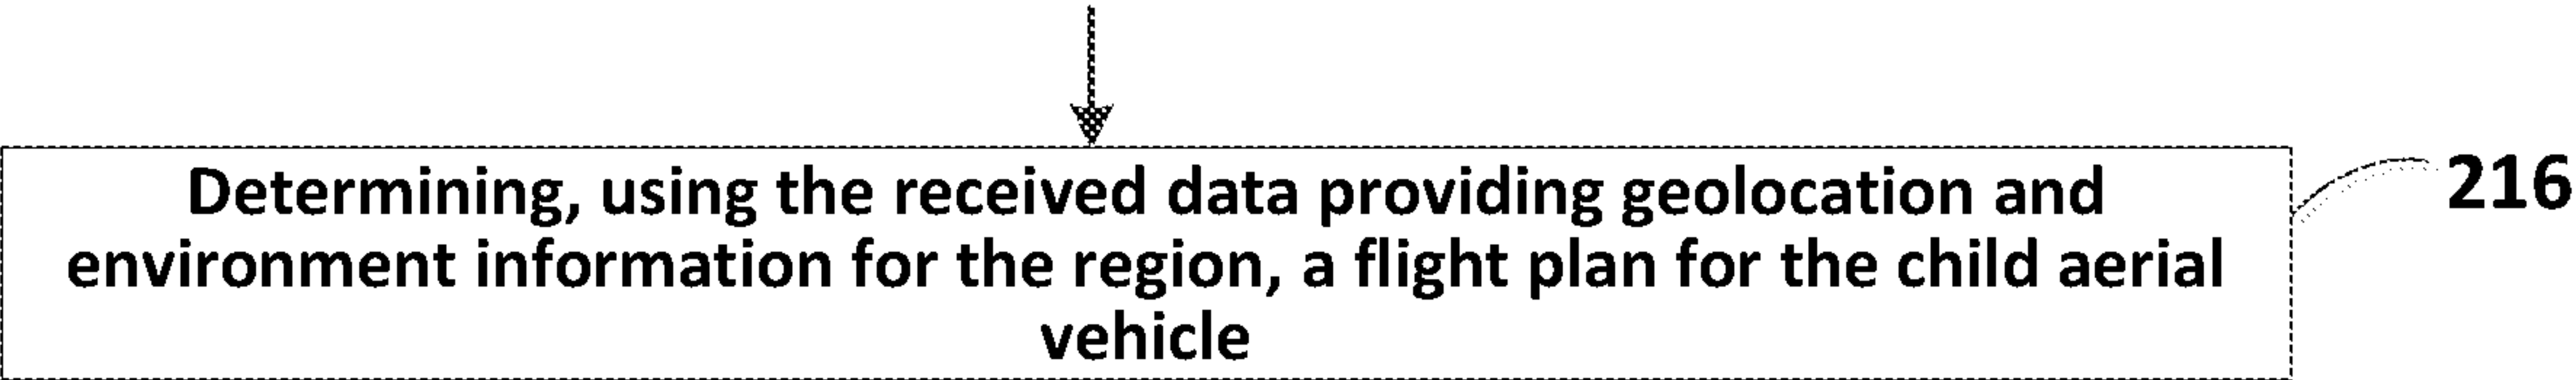 Determining, using the received data providing geolocation and
environment information for the region, a flight plan for the child aerial
vehicle
216